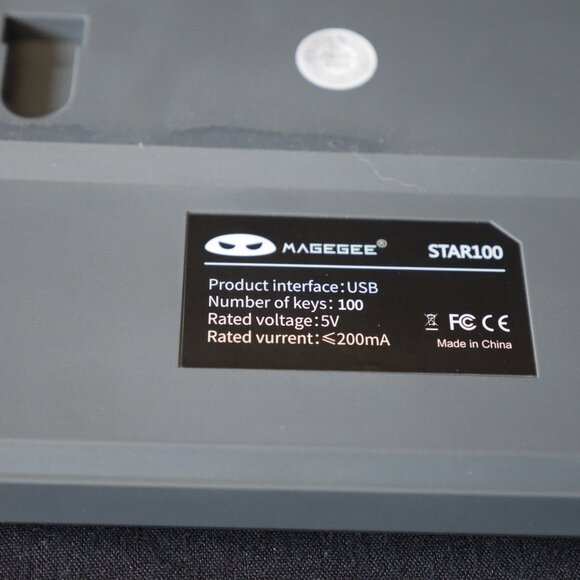 MAGEGEE® STAR100
Product interface:USB
Number of keys: 100
Rated voltage:5V
Rated vurrent:≤200mA
FC CE
Made in China